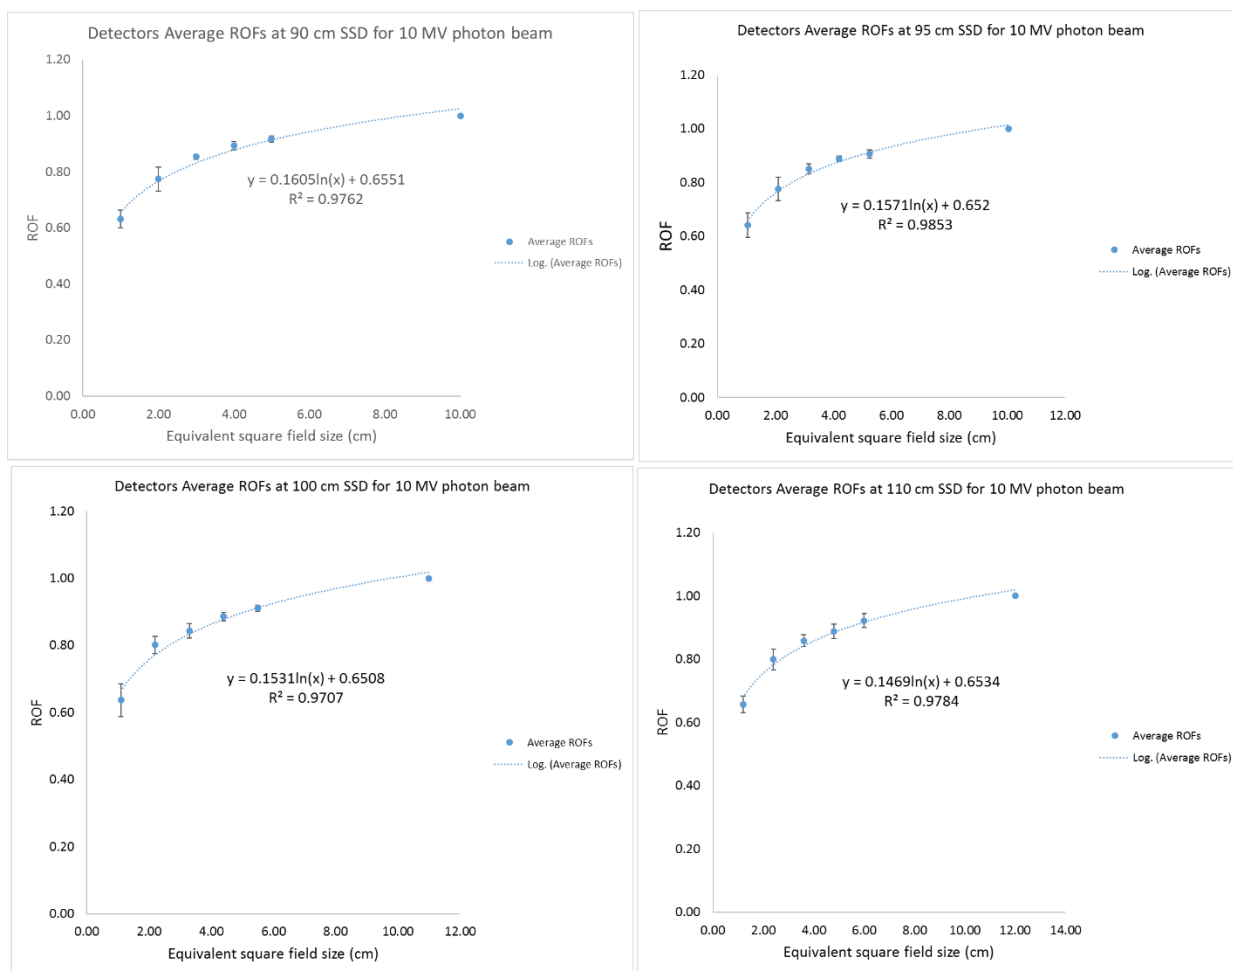 Detectors Average ROFs at 90 cm SSD for 10 MV photon beam
1.20
1.00
0.80
0.60
0.40
0.20
0.00
ROF
y = 0.1605ln(x) + 0.6551
R² = 0.9762
Average ROFs
Log. (Average ROFs)
0.00 2.00 4.00 6.00 8.00 10.00
Equivalent square field size (cm)
Detectors Average ROFs at 95 cm SSD for 10 MV photon beam
1.20
1.00
0.80
0.60
0.40
0.20
0.00
ROF
y = 0.1571ln(x) + 0.652
R² = 0.9853
Average ROFs
Log. (Average ROFs)
0.00 2.00 4.00 6.00 8.00 10.00 12.00
Equivalent square field size (cm)
Detectors Average ROFs at 100 cm SSD for 10 MV photon beam
1.20
1.00
0.80
0.60
0.40
0.20
0.00
ROF
y = 0.1531ln(x) + 0.6508
R² = 0.9707
Average ROFs
Log. (Average ROFs)
0.00 2.00 4.00 6.00 8.00 10.00 12.00
Equivalent square field size (cm)
Detectors Average ROFs at 110 cm SSD for 10 MV photon beam
1.20
1.00
0.80
0.60
0.40
0.20
0.00
ROF
y = 0.1469ln(x) + 0.6534
R² = 0.9784
Average ROFs
Log. (Average ROFs)
0.00 2.00 4.00 6.00 8.00 10.00 12.00 14.00
Equivalent square field size (cm)